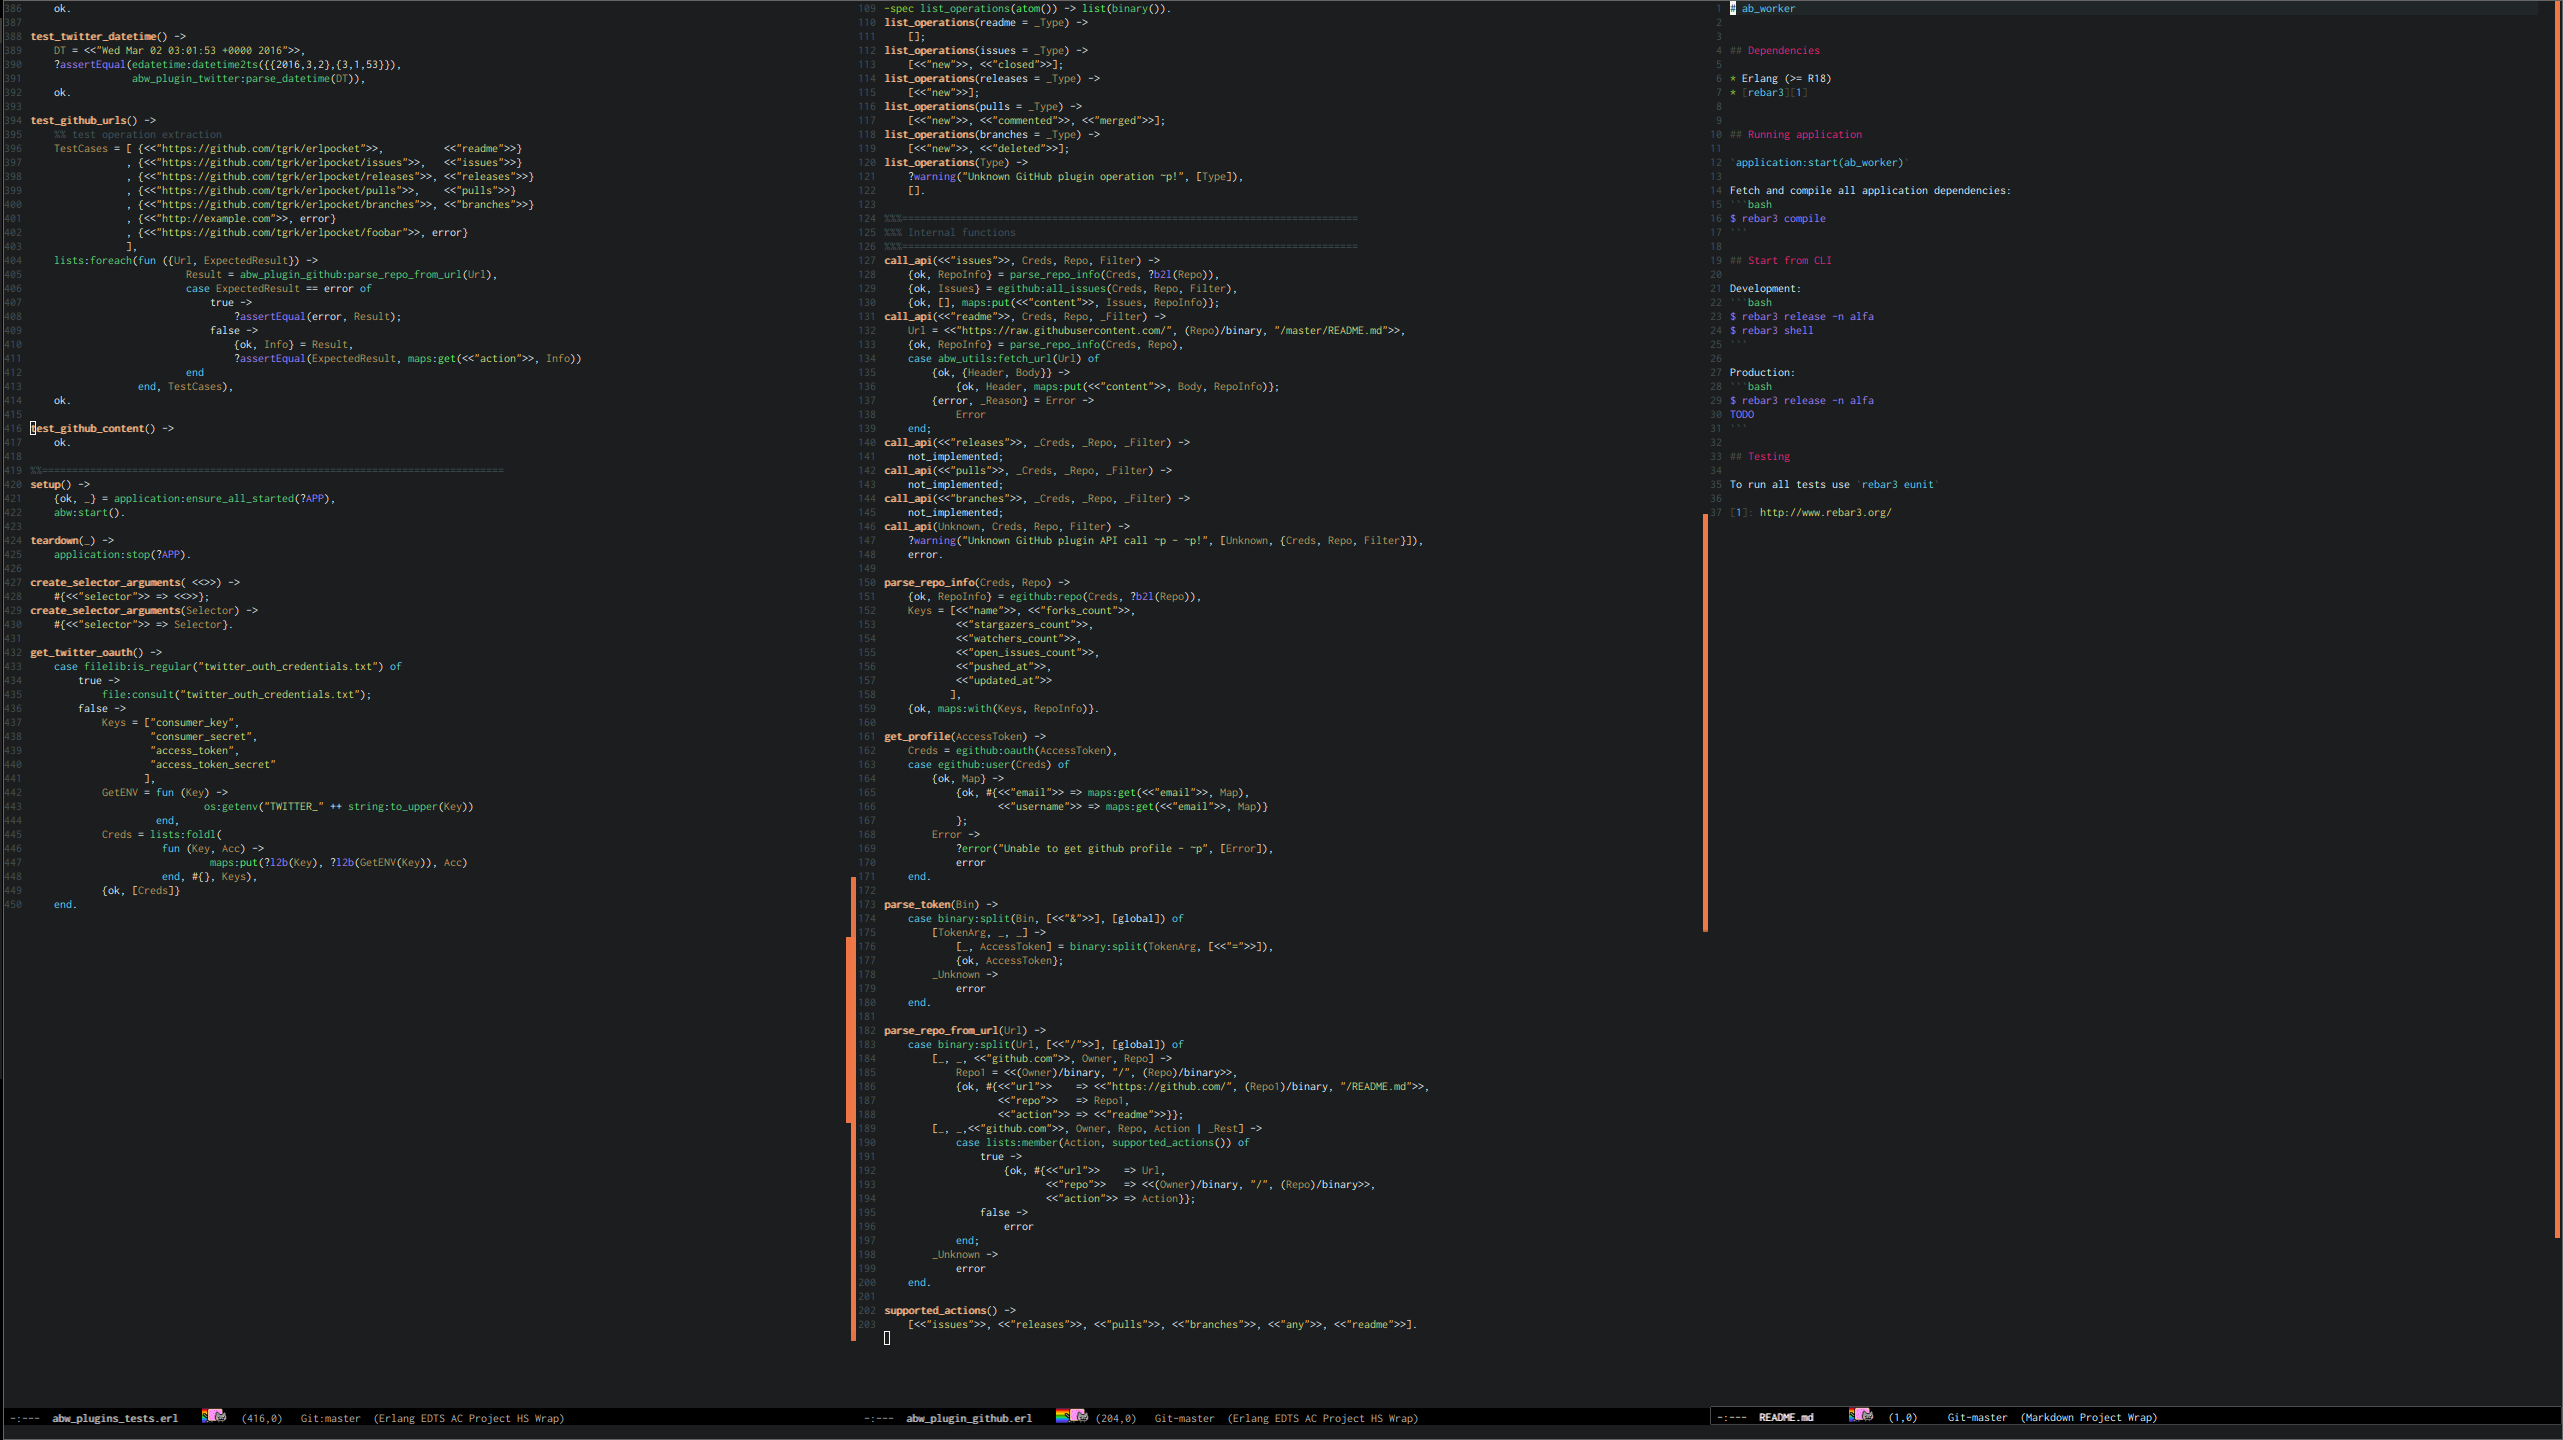 386     ok.
387
388 test_twitter_datetime() ->
389     DT = <<"Wed Mar 02 03:01:53 +0000 2016">>,
390     ?assertEqual(edatetime:datetime2ts({{2016,3,2},{3,1,53}}),
391                  abw_plugin_twitter:parse_datetime(DT)),
392     ok.
393
394 test_github_urls() ->
395     %% test operation extraction
396     TestCases = [ {<<"https://github.com/tgrk/erlpocket">>,          <<"readme">>}
397                 , {<<"https://github.com/tgrk/erlpocket/issues">>,   <<"issues">>}
398                 , {<<"https://github.com/tgrk/erlpocket/releases">>, <<"releases">>}
399                 , {<<"https://github.com/tgrk/erlpocket/pulls">>,    <<"pulls">>}
400                 , {<<"https://github.com/tgrk/erlpocket/branches">>, <<"branches">>}
401                 , {<<"http://example.com">>, error}
402                 , {<<"https://github.com/tgrk/erlpocket/foobar">>, error}
403                 ],
404     lists:foreach(fun ({Url, ExpectedResult}) ->
405                           Result = abw_plugin_github:parse_repo_from_url(Url),
406                           case ExpectedResult == error of
407                               true ->
408                                   ?assertEqual(error, Result);
409                               false ->
410                                   {ok, Info} = Result,
411                                   ?assertEqual(ExpectedResult, maps:get(<<"action">>, Info))
412                           end
413                   end, TestCases),
414     ok.
415
416 test_github_content() ->
417     ok.
418
419 %%=============================================================================
420 setup() ->
421     {ok, _} = application:ensure_all_started(?APP),
422     abw:start().
423
424 teardown(_) ->
425     application:stop(?APP).
426
427 create_selector_arguments( <<>>) ->
428     #{<<"selector">> => <<>>};
429 create_selector_arguments(Selector) ->
430     #{<<"selector">> => Selector}.
431
432 get_twitter_oauth() ->
433     case filelib:is_regular("twitter_outh_credentials.txt") of
434         true ->
435             file:consult("twitter_outh_credentials.txt");
436         false ->
437             Keys = ["consumer_key",
438                     "consumer_secret",
439                     "access_token",
440                     "access_token_secret"
441                    ],
442             GetENV = fun (Key) ->
443                              os:getenv("TWITTER_" ++ string:to_upper(Key))
444                      end,
445             Creds = lists:foldl(
446                       fun (Key, Acc) ->
447                               maps:put(?l2b(Key), ?l2b(GetENV(Key)), Acc)
448                       end, #{}, Keys),
449             {ok, [Creds]}
450     end.
-:---  abw_plugins_tests.erl   (416,0)   Git:master  (Erlang EDTS AC Project HS Wrap)
109 -spec list_operations(atom()) -> list(binary()).
110 list_operations(readme = _Type) ->
111     [];
112 list_operations(issues = _Type) ->
113     [<<"new">>, <<"closed">>];
114 list_operations(releases = _Type) ->
115     [<<"new">>];
116 list_operations(pulls = _Type) ->
117     [<<"new">>, <<"commented">>, <<"merged">>];
118 list_operations(branches = _Type) ->
119     [<<"new">>, <<"deleted">>];
120 list_operations(Type) ->
121     ?warning("Unknown GitHub plugin operation ~p!", [Type]),
122     [].
123
124 %%%============================================================================
125 %%% Internal functions
126 %%%============================================================================
127 call_api(<<"issues">>, Creds, Repo, Filter) ->
128     {ok, RepoInfo} = parse_repo_info(Creds, ?b2l(Repo)),
129     {ok, Issues} = egithub:all_issues(Creds, Repo, Filter),
130     {ok, [], maps:put(<<"content">>, Issues, RepoInfo)};
131 call_api(<<"readme">>, Creds, Repo, _Filter) ->
132     Url = <<"https://raw.githubusercontent.com/", (Repo)/binary, "/master/README.md">>,
133     {ok, RepoInfo} = parse_repo_info(Creds, Repo),
134     case abw_utils:fetch_url(Url) of
135         {ok, {Header, Body}} ->
136             {ok, Header, maps:put(<<"content">>, Body, RepoInfo)};
137         {error, _Reason} = Error ->
138             Error
139     end;
140 call_api(<<"releases">>, _Creds, _Repo, _Filter) ->
141     not_implemented;
142 call_api(<<"pulls">>, _Creds, _Repo, _Filter) ->
143     not_implemented;
144 call_api(<<"branches">>, _Creds, _Repo, _Filter) ->
145     not_implemented;
146 call_api(Unknown, Creds, Repo, Filter) ->
147     ?warning("Unknown GitHub plugin API call ~p - ~p!", [Unknown, {Creds, Repo, Filter}]),
148     error.
149
150 parse_repo_info(Creds, Repo) ->
151     {ok, RepoInfo} = egithub:repo(Creds, ?b2l(Repo)),
152     Keys = [<<"name">>, <<"forks_count">>,
153             <<"stargazers_count">>,
154             <<"watchers_count">>,
155             <<"open_issues_count">>,
156             <<"pushed_at">>,
157             <<"updated_at">>
158            ],
159     {ok, maps:with(Keys, RepoInfo)}.
160
161 get_profile(AccessToken) ->
162     Creds = egithub:oauth(AccessToken),
163     case egithub:user(Creds) of
164         {ok, Map} ->
165             {ok, #{<<"email">> => maps:get(<<"email">>, Map),
166                    <<"username">> => maps:get(<<"email">>, Map)}
167             };
168         Error ->
169             ?error("Unable to get github profile - ~p", [Error]),
170             error
171     end.
172
173 parse_token(Bin) ->
174     case binary:split(Bin, [<<"&">>], [global]) of
175         [TokenArg, _, _] ->
176             [_, AccessToken] = binary:split(TokenArg, [<<"=">>]),
177             {ok, AccessToken};
178         _Unknown ->
179             error
180     end.
181
182 parse_repo_from_url(Url) ->
183     case binary:split(Url, [<<"/">>], [global]) of
184         [_, _, <<"github.com">>, Owner, Repo] ->
185             Repo1 = <<(Owner)/binary, "/", (Repo)/binary>>,
186             {ok, #{<<"url">>    => <<"https://github.com/", (Repo1)/binary, "/README.md">>,
187                    <<"repo">>   => Repo1,
188                    <<"action">> => <<"readme">>}};
189         [_, _,<<"github.com">>, Owner, Repo, Action | _Rest] ->
190             case lists:member(Action, supported_actions()) of
191                 true ->
192                     {ok, #{<<"url">>    => Url,
193                            <<"repo">>   => <<(Owner)/binary, "/", (Repo)/binary>>,
194                            <<"action">> => Action}};
195                 false ->
196                     error
197             end;
198         _Unknown ->
199             error
200     end.
201
202 supported_actions() ->
203     [<<"issues">>, <<"releases">>, <<"pulls">>, <<"branches">>, <<"any">>, <<"readme">>].
-:---  abw_plugin_github.erl   (204,0)   Git-master  (Erlang EDTS AC Project HS Wrap)
1 # ab_worker
2
3
4 ## Dependencies
5
6 * Erlang (>= R18)
7 * [rebar3][1]
8
9
10 ## Running application
11
12 `application:start(ab_worker)`
13
14 Fetch and compile all application dependencies:
15 ```bash
16 $ rebar3 compile
17 ```
18
19 ## Start from CLI
20
21 Development:
22 ```bash
23 $ rebar3 release -n alfa
24 $ rebar3 shell
25 ```
26
27 Production:
28 ```bash
29 $ rebar3 release -n alfa
30 TODO
31 ```
32
33 ## Testing
34
35 To run all tests use `rebar3 eunit`
36
37 [1]: http://www.rebar3.org/
-:---  README.md   (1,0)   Git-master  (Markdown Project Wrap)